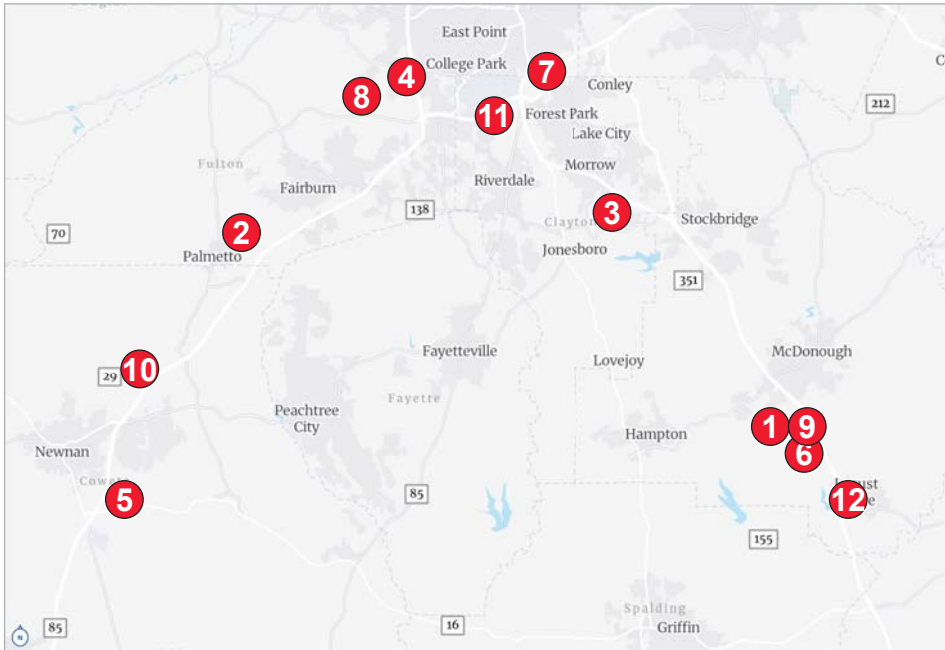 East Point
College Park
7
4
8
Conley
212
11
Forest Park
Lake City
Fulton
Morrow
Fairburn
Riverdale
138
3
Clayton
Stockbridge
70
2
Palmetto
Jonesboro
351
Fayetteville
McDonough
Lovejoy
10
29
Fayette
Peachtree
City
1
9
Hampton
Newnan
6
Cowet
5
85
12
155
Spalding
16
85
Griffin
N